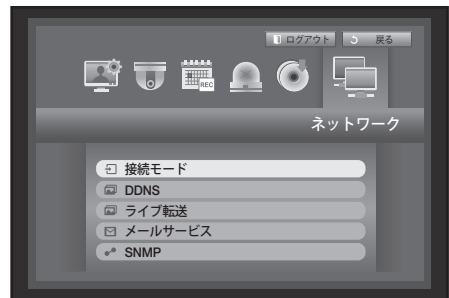 ログアウト 戻る
REC
ネットワーク
接続モード
DDNS
ライブ転送
メールサービス
SNMP